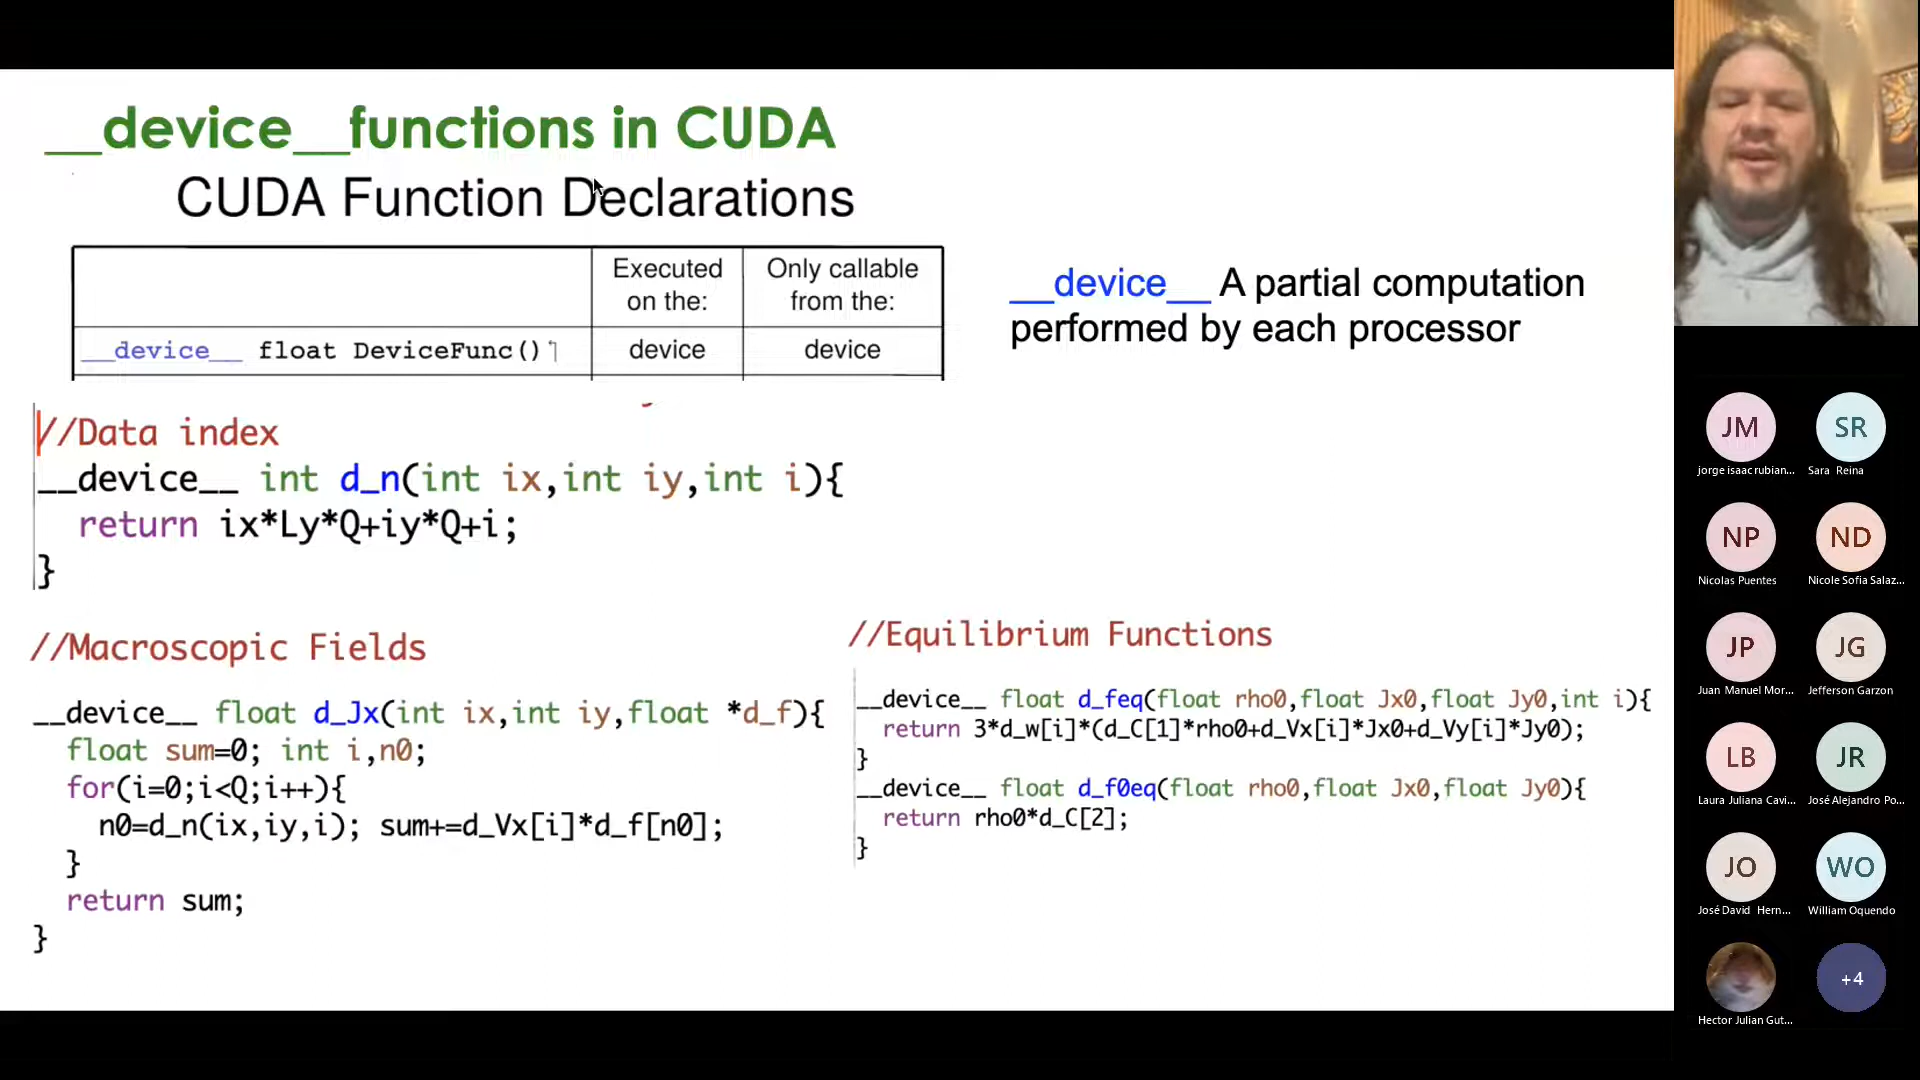 __device__functions in CUDA
CUDA Function Declarations
Executed on the:
Only callable from the:
__device__ float DeviceFunc()
device
device
__device__ A partial computation
performed by each processor
//Data index
__device__ int d_n(int ix,int iy,int i){
return ix*Ly*Q+iy*Q+i;
}
//Macroscopic Fields
__device__ float d_Jx(int ix,int iy,float *d_f){
float sum=0; int i,n0;
for(i=0;i<Q;i++){
n0=d_n(ix,iy,i); sum+=d_Vx[i]*d_f[n0];
}
return sum;
}
//Equilibrium Functions
__device__ float d_feq(float rho0,float Jx0,float Jy0,int i){
return 3*d_w[i]*(d_C[1]*rho0+d_Vx[i]*Jx0+d_Vy[i]*Jy0);
}
__device__ float d_f0eq(float rho0,float Jx0,float Jy0){
return rho0*d_C[2];
}
JM
SR
jorge isaac rubian...
Sara Reina
NP
ND
Nicolas Puentes
Nicole Sofia Salaz...
JP
JG
Juan Manuel Mor...
Jefferson Garzon
LB
JR
Laura Juliana Cavi...
José Alejandro Po...
JO
WO
José David Hern...
William Oquendo
+4
Hector Julian Gut...